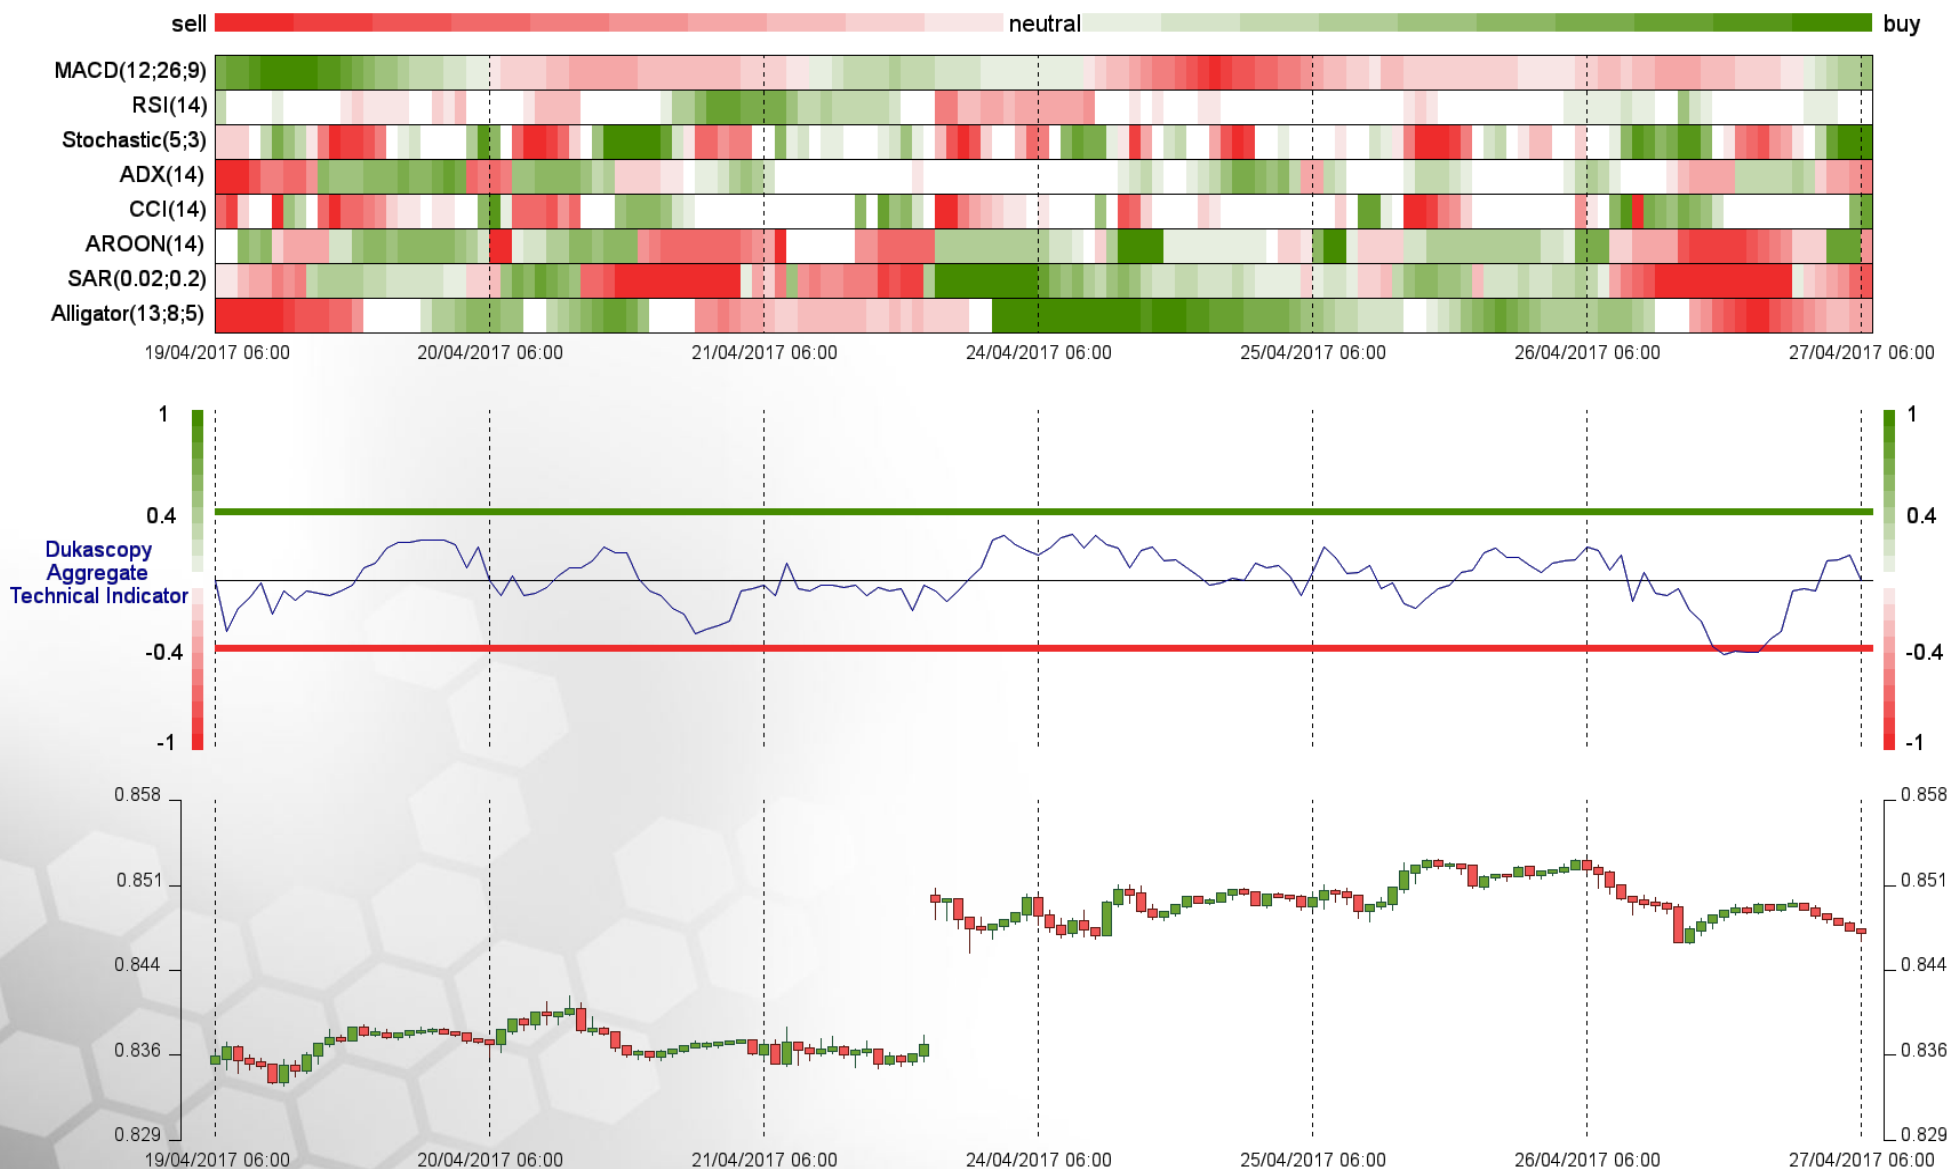 sell neutral buy
MACD(12;26;9)
RSI(14)
Stochastic(5;3)
ADX(14)
CCI(14)
AROON(14)
SAR(0.02;0.2)
Alligator(13;8;5)
19/04/2017 06:00 20/04/2017 06:00 21/04/2017 06:00 24/04/2017 06:00 25/04/2017 06:00 26/04/2017 06:00 27/04/2017 06:00
1 1
0.4 0.4
Dukascopy
Aggregate
Technical Indicator
-0.4 -0.4
-1 -1
0.858 0.858
0.851 0.851
0.844 0.844
0.836 0.836
0.829 0.829
19/04/2017 06:00 20/04/2017 06:00 21/04/2017 06:00 24/04/2017 06:00 25/04/2017 06:00 26/04/2017 06:00 27/04/2017 06:00